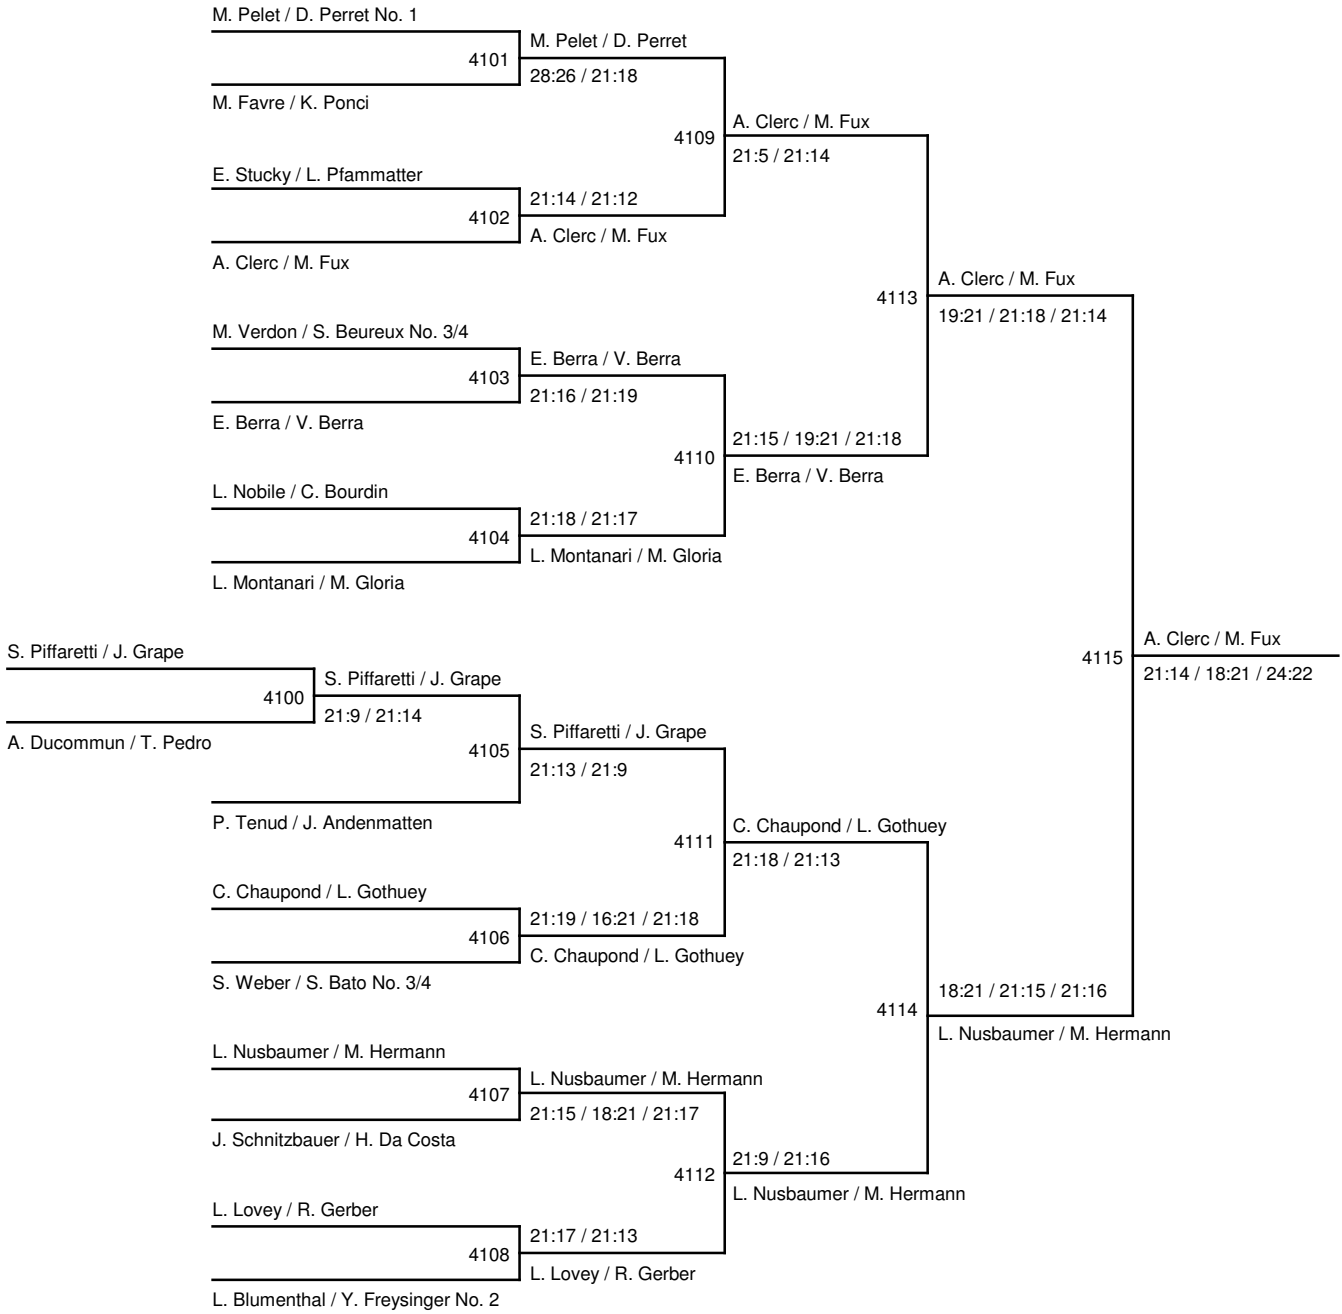 M. Pelet / D. Perret No. 1
M. Pelet / D. Perret
4101
28:26 / 21:18
M. Favre / K. Ponci
A. Clerc / M. Fux
4109
21:5 / 21:14
E. Stucky / L. Pfammatter
21:14 / 21:12
4102
A. Clerc / M. Fux
A. Clerc / M. Fux
A. Clerc / M. Fux
4113
19:21 / 21:18 / 21:14
M. Verdon / S. Beureux No. 3/4
E. Berra / V. Berra
4103
21:16 / 21:19
E. Berra / V. Berra
21:15 / 19:21 / 21:18
4110
E. Berra / V. Berra
L. Nobile / C. Bourdin
21:18 / 21:17
4104
L. Montanari / M. Gloria
L. Montanari / M. Gloria
A. Clerc / M. Fux
4115
21:14 / 18:21 / 24:22
S. Piffaretti / J. Grape
S. Piffaretti / J. Grape
4100
21:9 / 21:14
A. Ducommun / T. Pedro
S. Piffaretti / J. Grape
4105
21:13 / 21:9
P. Tenud / J. Andenmatten
C. Chaupond / L. Gothuey
4111
21:18 / 21:13
C. Chaupond / L. Gothuey
21:19 / 16:21 / 21:18
4106
C. Chaupond / L. Gothuey
S. Weber / S. Bato No. 3/4
18:21 / 21:15 / 21:16
4114
L. Nusbaumer / M. Hermann
L. Nusbaumer / M. Hermann
L. Nusbaumer / M. Hermann
4107
21:15 / 18:21 / 21:17
J. Schnitzbauer / H. Da Costa
21:9 / 21:16
4112
L. Nusbaumer / M. Hermann
L. Lovey / R. Gerber
21:17 / 21:13
4108
L. Lovey / R. Gerber
L. Blumenthal / Y. Freysinger No. 2